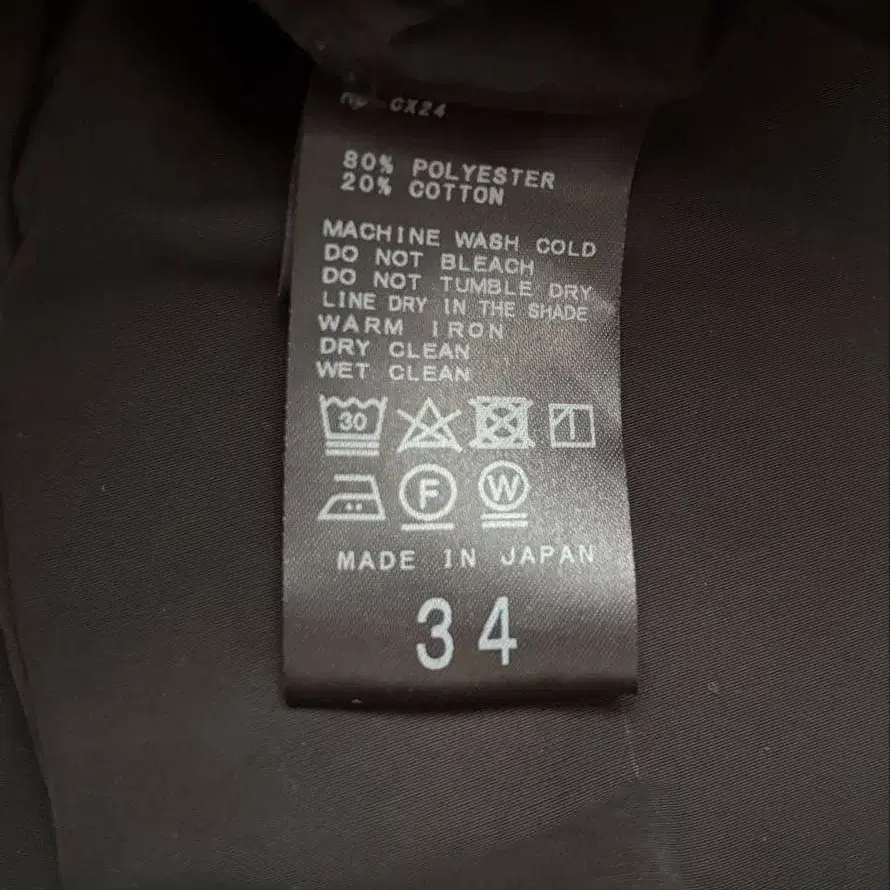 CX24
80% POLYESTER
20% COTTON
MACHINE WASH COLD
DO NOT BLEACH
DO NOT TUMBLE DRY
LINE DRY IN THE SHADE
WARM IRON
DRY CLEAN
WET CLEAN
30
F W
MADE IN JAPAN
34